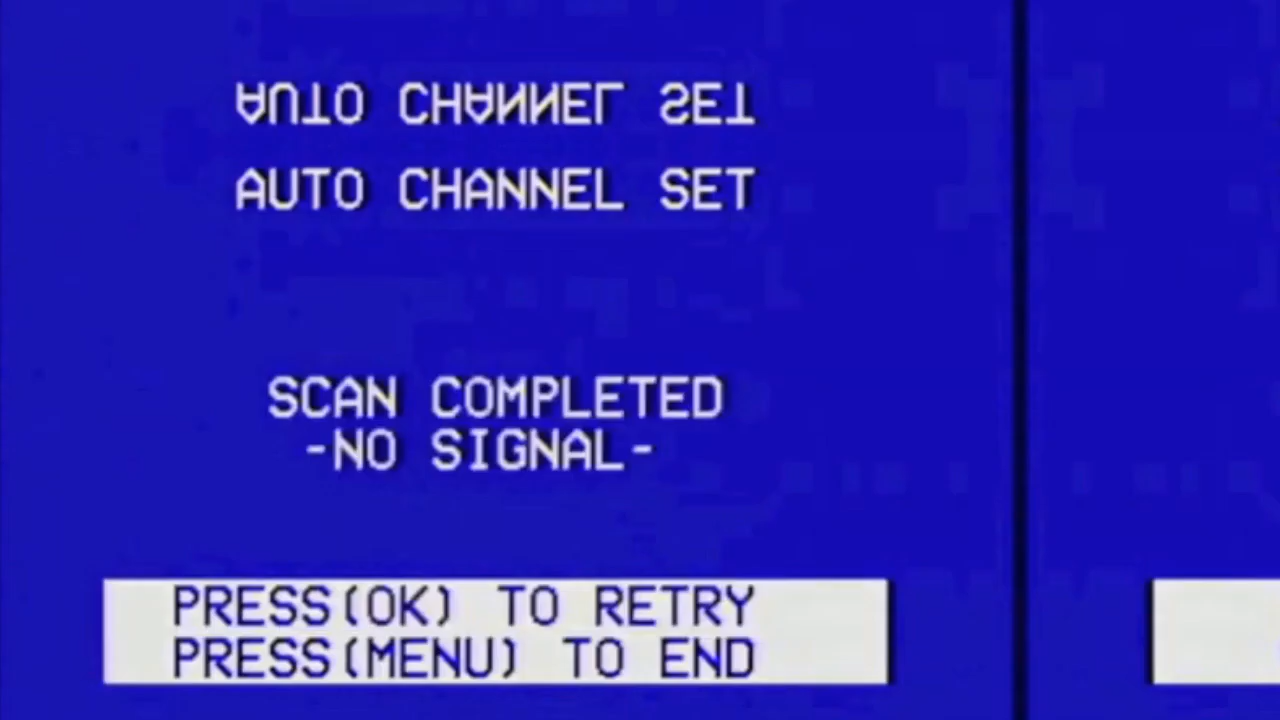 AUTO CHANNEL SET
AUTO CHANNEL SET
SCAN COMPLETED
-NO SIGNAL-
PRESS(OK) TO RETRY
PRESS(MENU) TO END